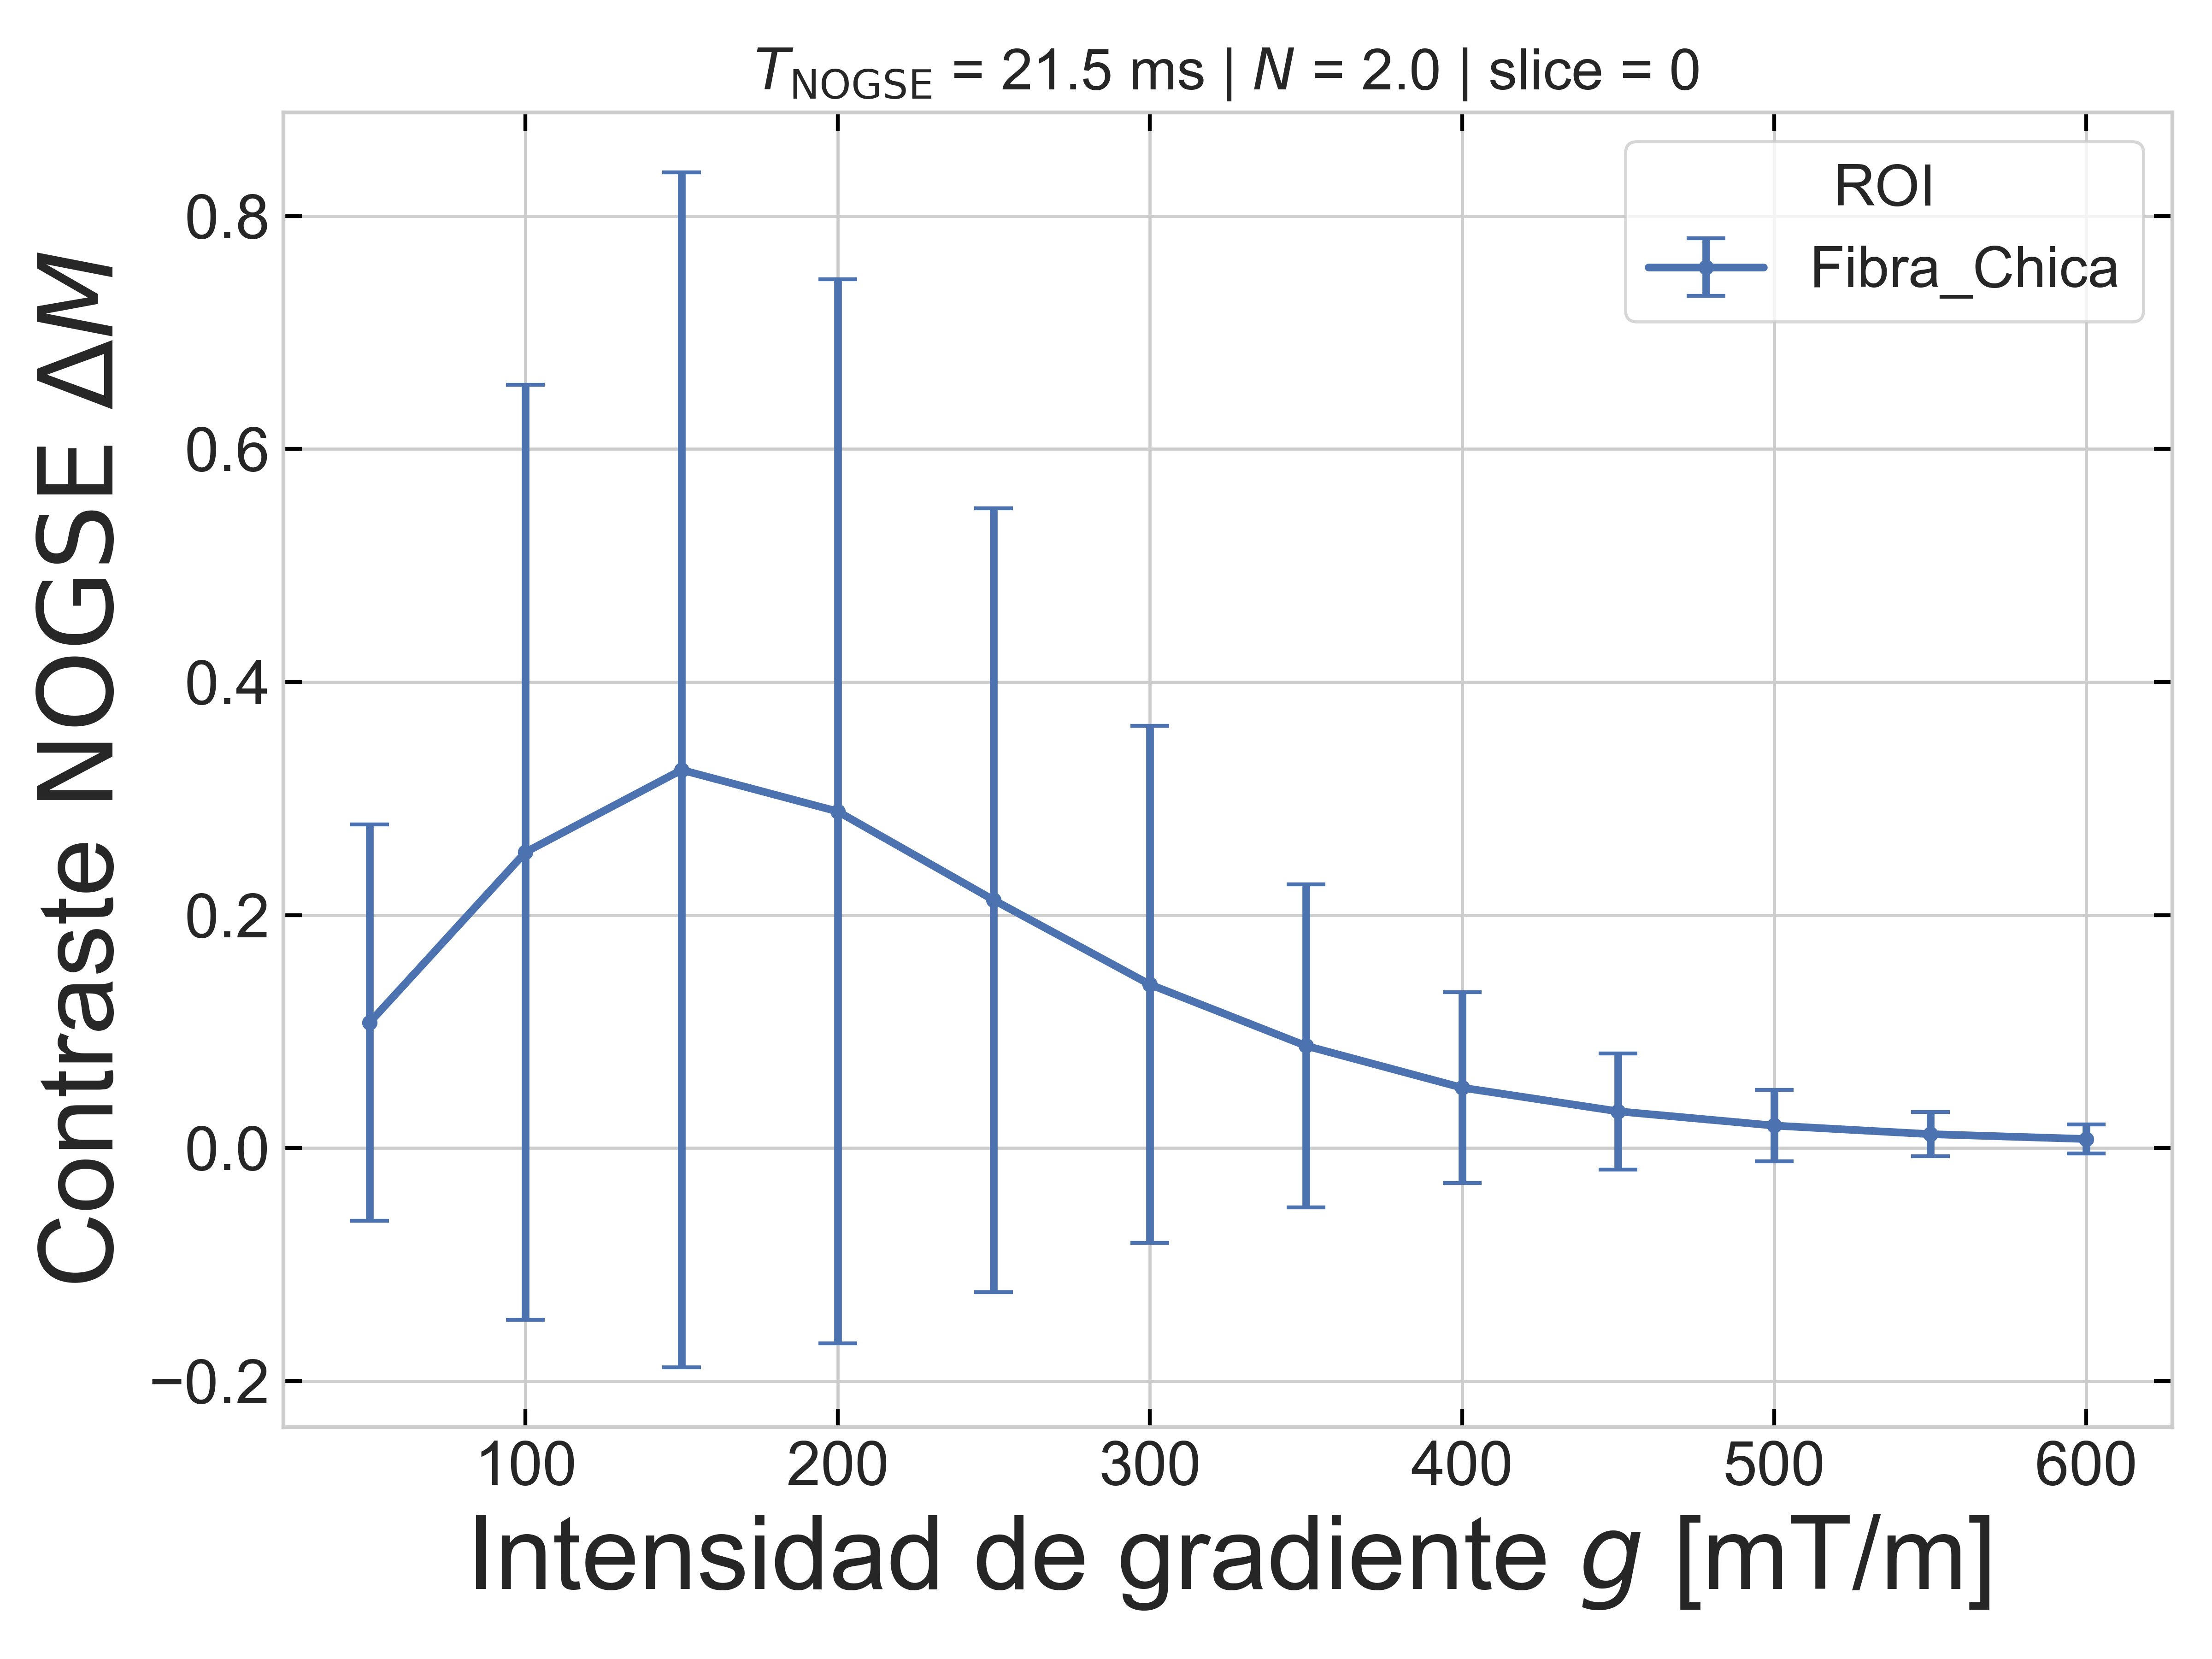 T_NOGSE = 21.5 ms | N = 2.0 | slice = 0
Contraste NOGSE ΔM
0.8
0.6
0.4
0.2
0.0
−0.2
ROI
Fibra_Chica
100 200 300 400 500 600
Intensidad de gradiente g [mT/m]